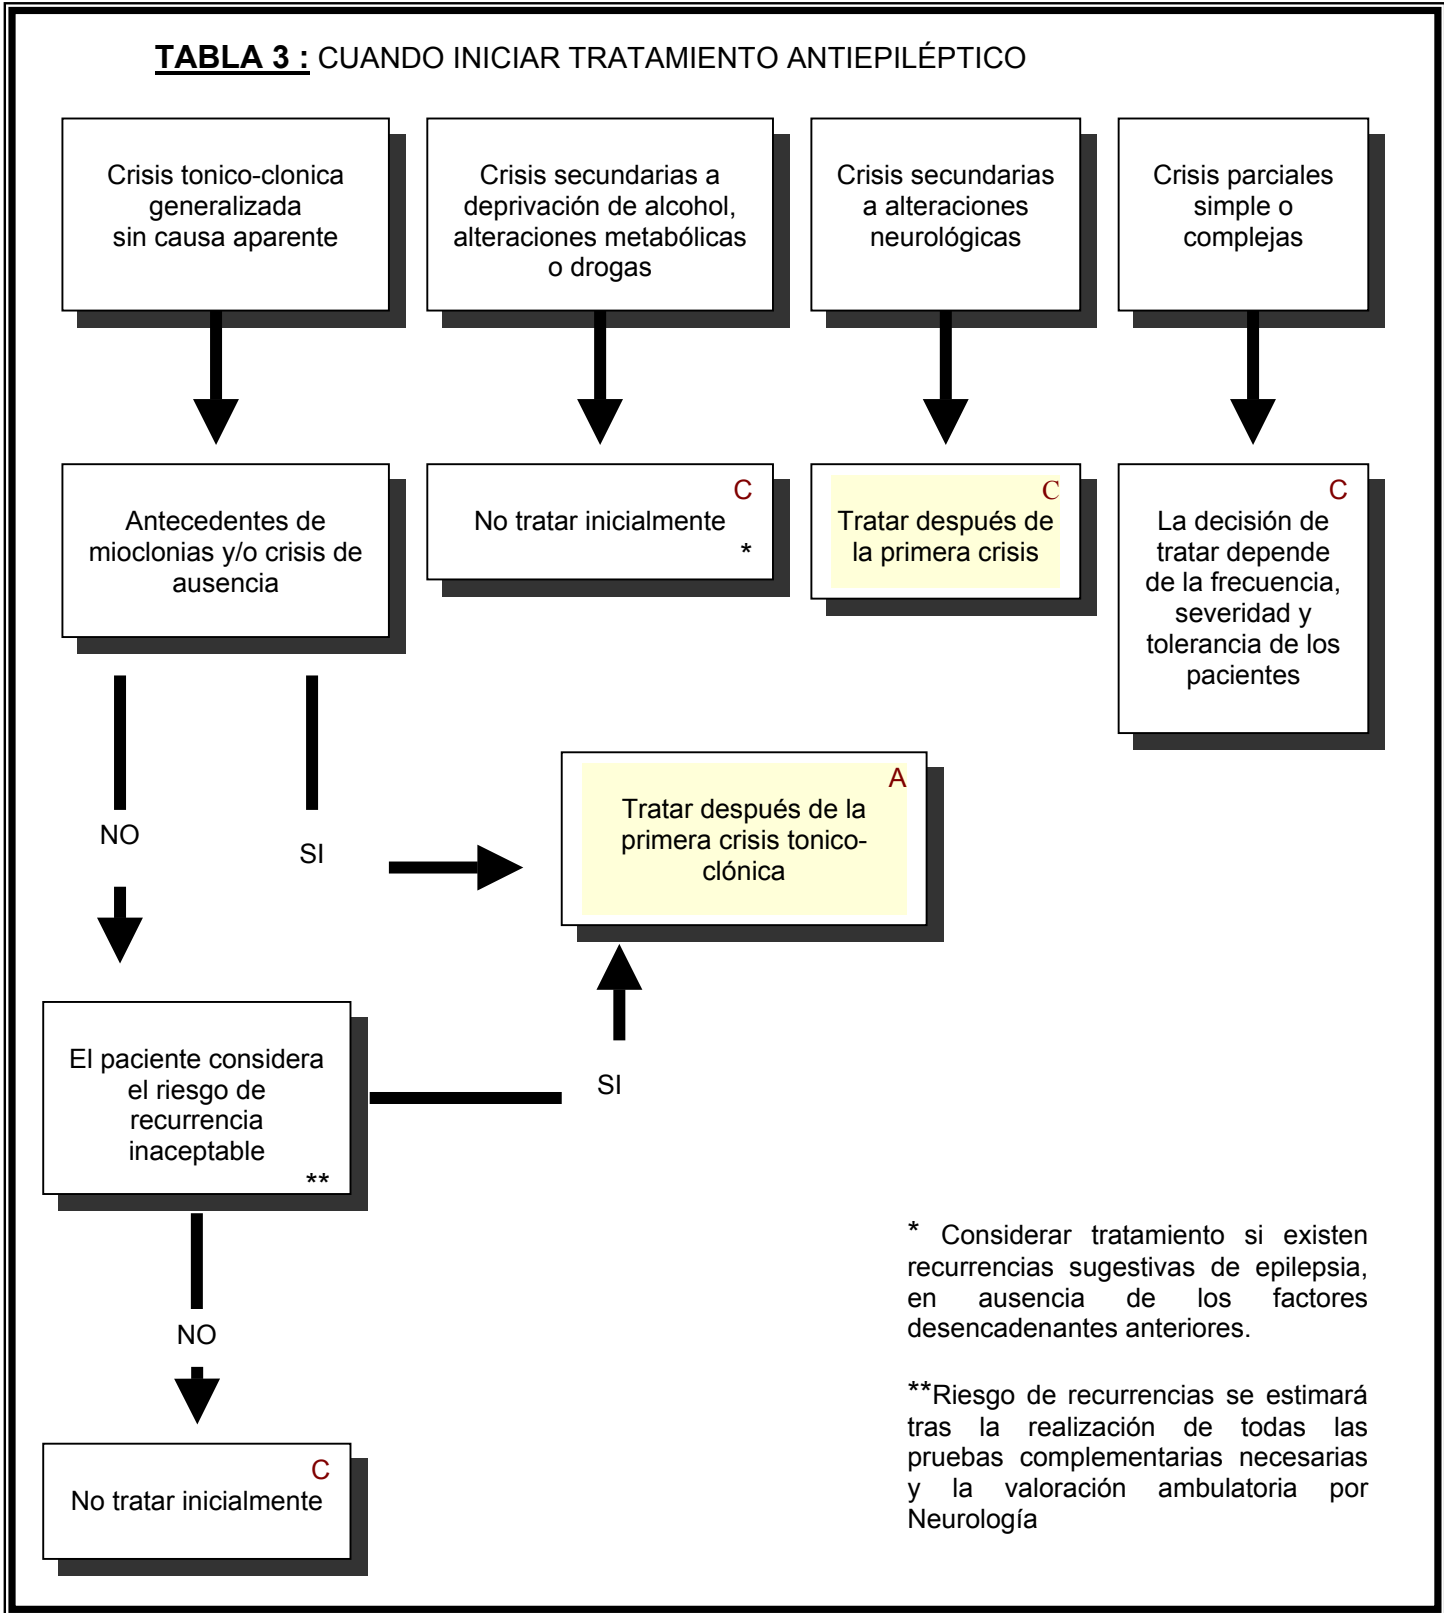 TABLA 3 : CUANDO INICIAR TRATAMIENTO ANTIEPILÉPTICO
Crisis tonico-clonica
generalizada
sin causa aparente
Crisis secundarias a
deprivación de alcohol,
alteraciones metabólicas
o drogas
Crisis secundarias
a alteraciones
neurológicas
Crisis parciales
simple o
complejas
Antecedentes de
mioclonias y/o crisis de
ausencia
C
No tratar inicialmente
*
C
Tratar después de
la primera crisis
C
La decisión de
tratar depende
de la frecuencia,
severidad y
tolerancia de los
pacientes
NO
SI
A
Tratar después de la
primera crisis tonico-
clónica
El paciente considera
el riesgo de
recurrencia
inaceptable
**
SI
NO
C
No tratar inicialmente
* Considerar tratamiento si existen
recurrencias sugestivas de epilepsia,
en ausencia de los factores
desencadenantes anteriores.
**Riesgo de recurrencias se estimará
tras la realización de todas las
pruebas complementarias necesarias
y la valoración ambulatoria por
Neurología